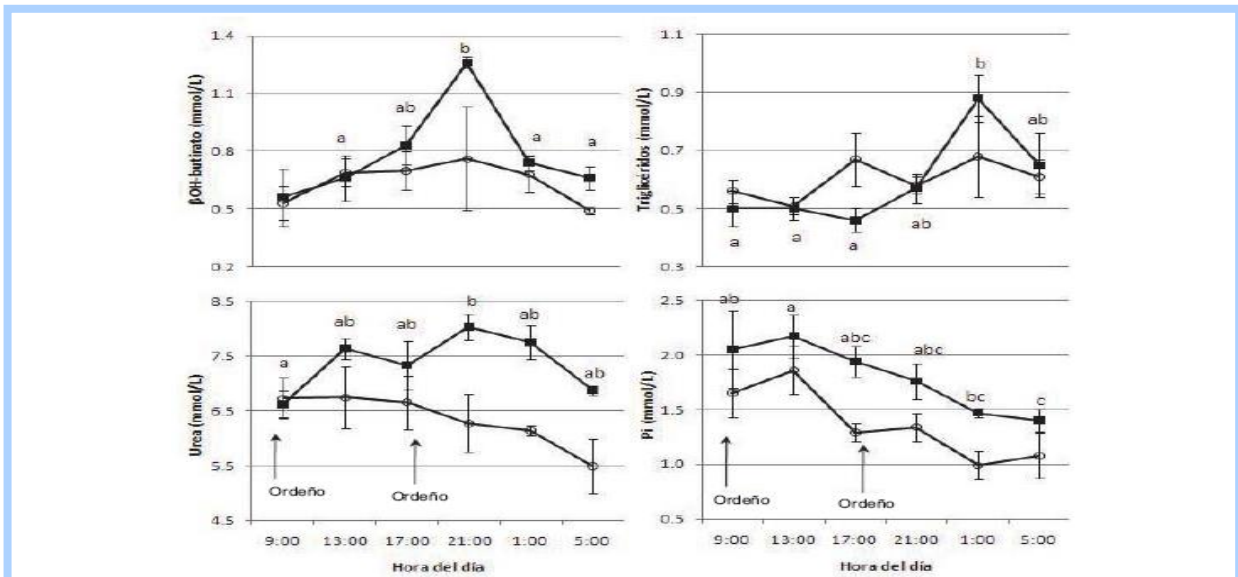 1.4
1.1
0.8
0.5
0.2
βOH-butirato (mmol/L)
a
ab
b
a
a
1.1
0.9
0.7
0.5
0.3
Triglicéridos (mmol/L)
a
a
a
ab
b
ab
8.5
7.5
6.5
5.5
4.5
Urea (mmol/L)
a
ab
ab
b
ab
ab
Ordeño
Ordeño
9:00 13:00 17:00 21:00 1:00 5:00
Hora del día
2.5
2.0
1.5
1.0
0.5
Pi (mmol/L)
ab
a
abc
abc
bc
c
Ordeño
Ordeño
9:00 13:00 17:00 21:00 1:00 5:00
Hora del día